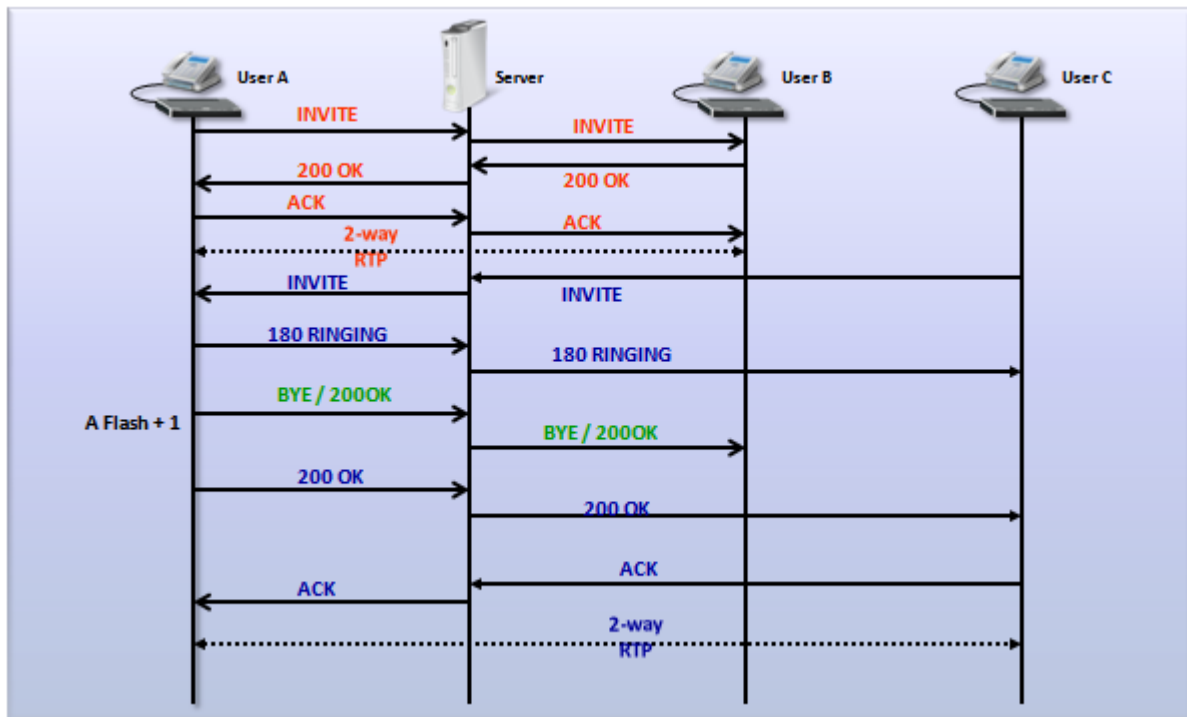 User A
Server
User B
User C
INVITE
INVITE
200 OK
200 OK
ACK
ACK
2-way
RTP
INVITE
INVITE
180 RINGING
180 RINGING
BYE / 200OK
A Flash + 1
BYE / 200OK
200 OK
200 OK
ACK
ACK
2-way
RTP